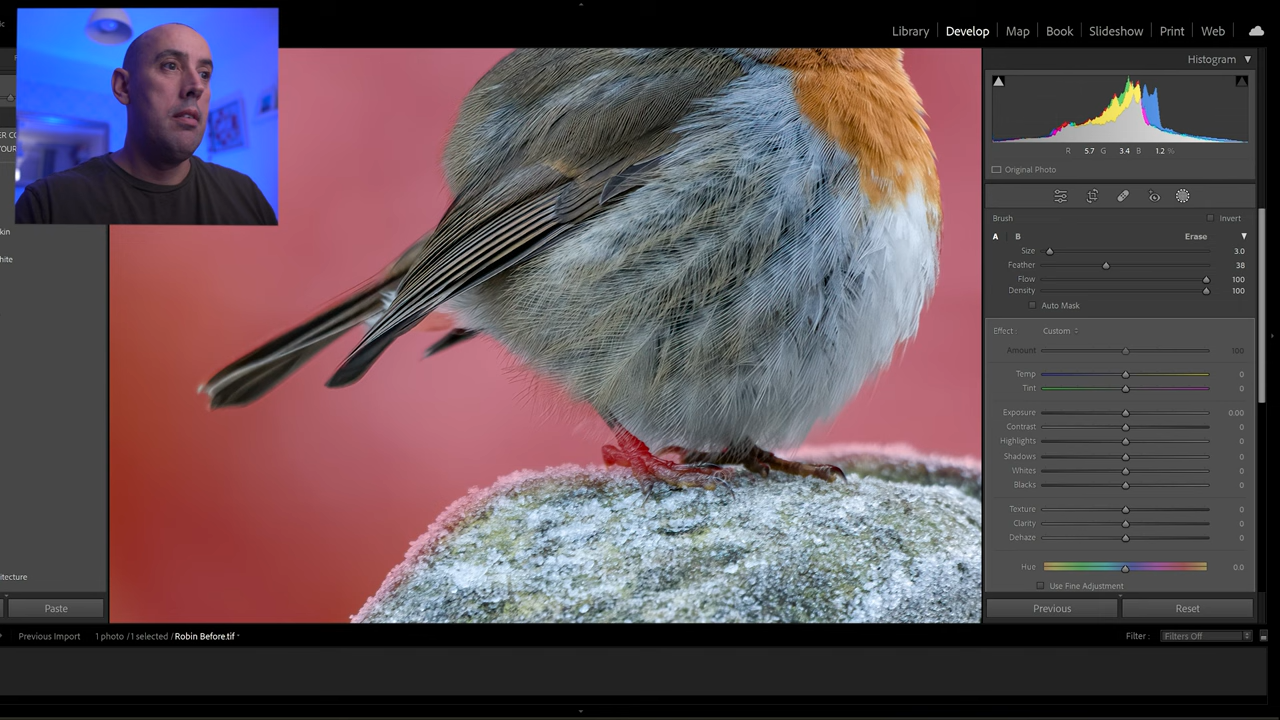 Library | Develop | Map | Book | Slideshow | Print | Web
Histogram
R 5.7 G 3.4 B 1.2 %
Original Photo
Brush Invert
A B Erase
Size 3.0
Feather 38
Flow 100
Density 100
Auto Mask
Effect : Custom
Amount 100
Temp 0
Tint 0
Exposure 0.00
Contrast 0
Highlights 0
Shadows 0
Whites 0
Blacks 0
Texture 0
Clarity 0
Dehaze 0
Hue 0.0
Use Fine Adjustment
Previous Reset
ER CO
YOUR
kin
hite
itecture
Paste
Previous Import 1 photo / 1 selected / Robin Before.tif
Filter : Filters Off